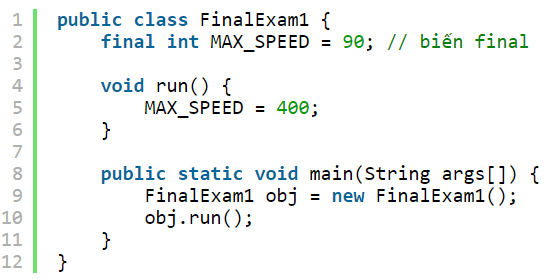 1 public class FinalExam1 {
2     final int MAX_SPEED = 90; // biến final
3
4     void run() {
5         MAX_SPEED = 400;
6     }
7
8     public static void main(String args[]) {
9         FinalExam1 obj = new FinalExam1();
10         obj.run();
11     }
12 }